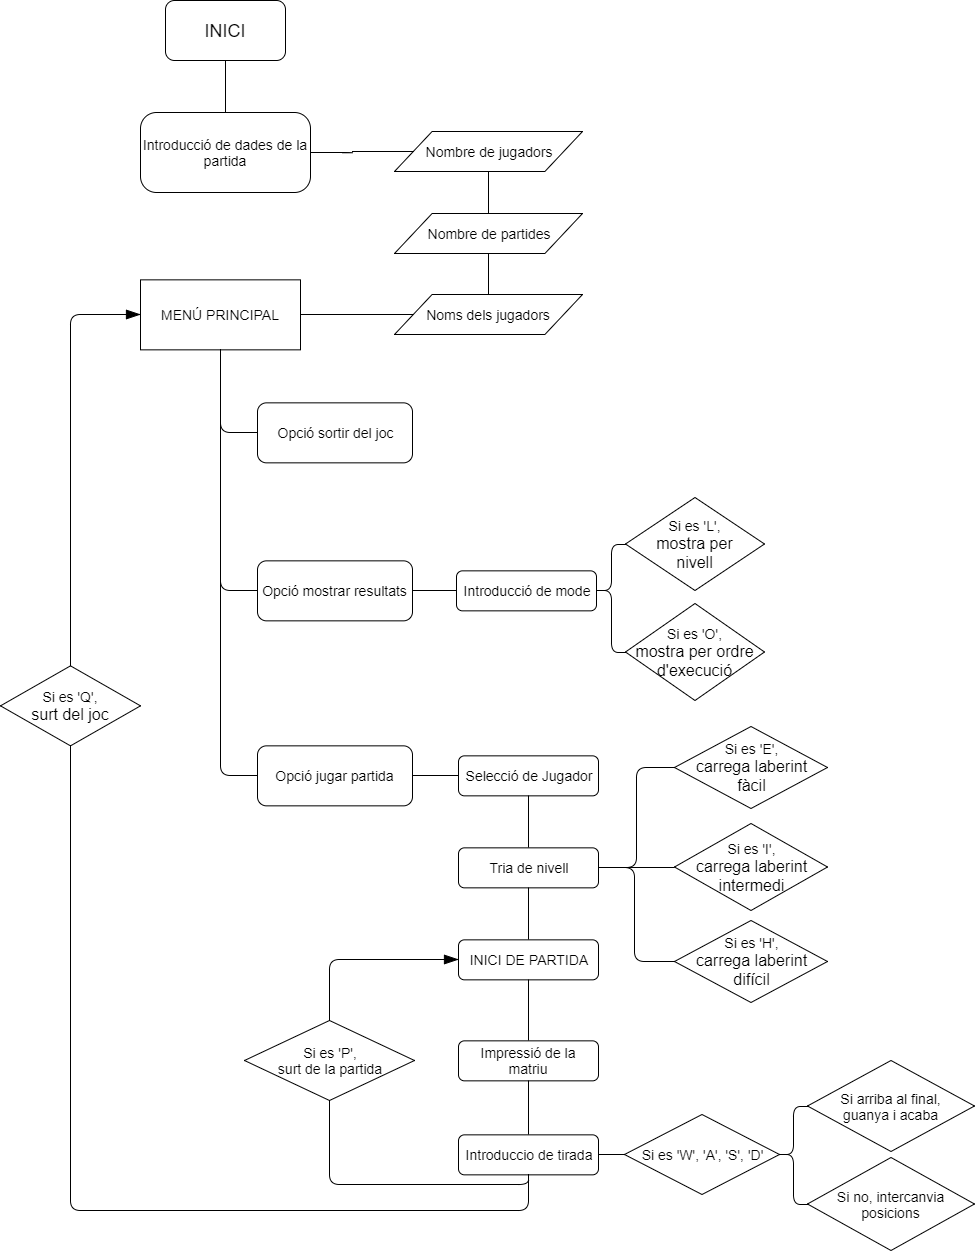 INICI
Introducció de dades de la
partida
Nombre de jugadors
Nombre de partides
MENÚ PRINCIPAL
Noms dels jugadors
Opció sortir del joc
Si es 'L',
mostra per
nivell
Opció mostrar resultats
Introducció de mode
Si es 'O',
mostra per ordre
d'execució
Si es 'Q',
surt del joc
Opció jugar partida
Selecció de Jugador
Si es 'E',
carrega laberint
fàcil
Tria de nivell
Si es 'I',
carrega laberint
intermedi
Si es 'H',
carrega laberint
difícil
INICI DE PARTIDA
Si es 'P',
surt de la partida
Impressió de la
matriu
Si arriba al final,
guanya i acaba
Introduccio de tirada
Si es 'W', 'A', 'S', 'D'
Si no, intercanvia
posicions